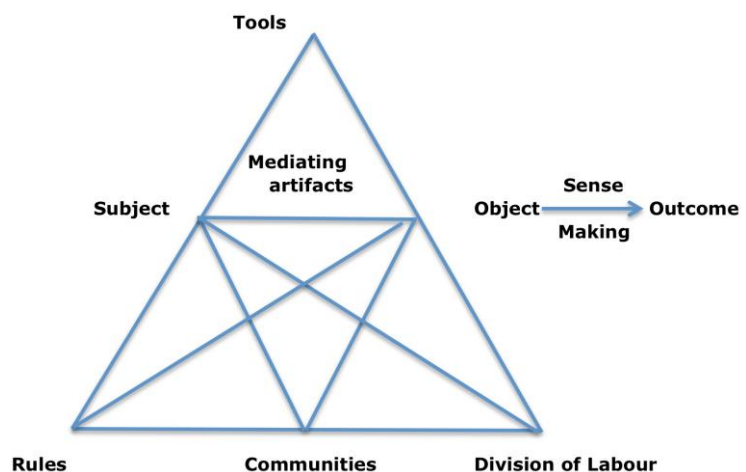 Tools
Mediating
artifacts
Subject
Object
Sense
Making
Outcome
Rules
Communities
Division of Labour